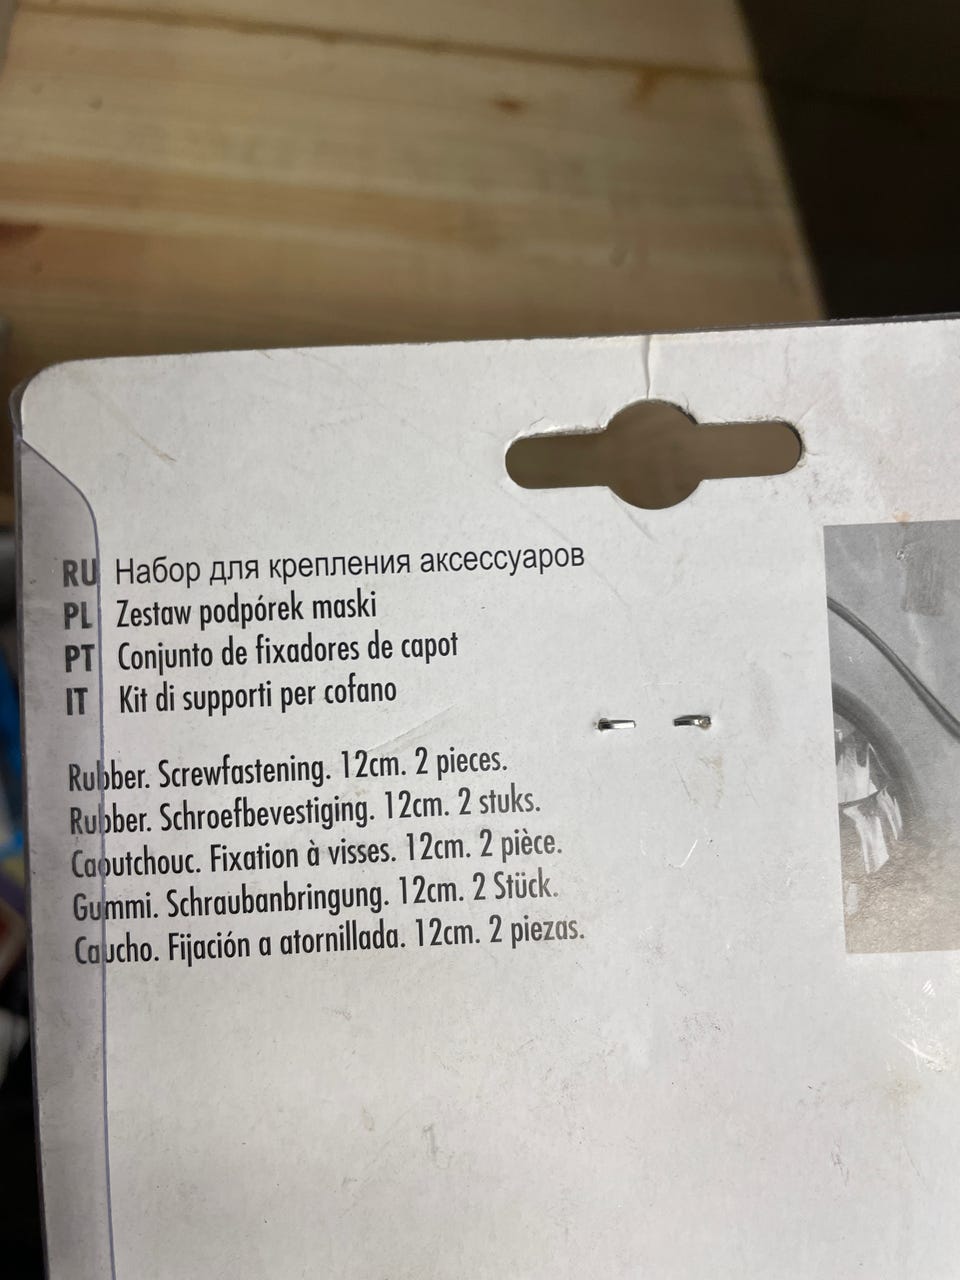 RU Набор для крепления аксессуаров
PL Zestaw podpórek maski
PT Conjunto de fixadores de capot
IT Kit di supporti per cofano
Rubber. Screwfastening. 12cm. 2 pieces.
Rubber. Schroefbevestiging. 12cm. 2 stuks.
Caoutchouc. Fixation à visses. 12cm. 2 pièce.
Gummi. Schraubanbringung. 12cm. 2 Stück.
Caucho. Fijación a atornillada. 12cm. 2 piezas.